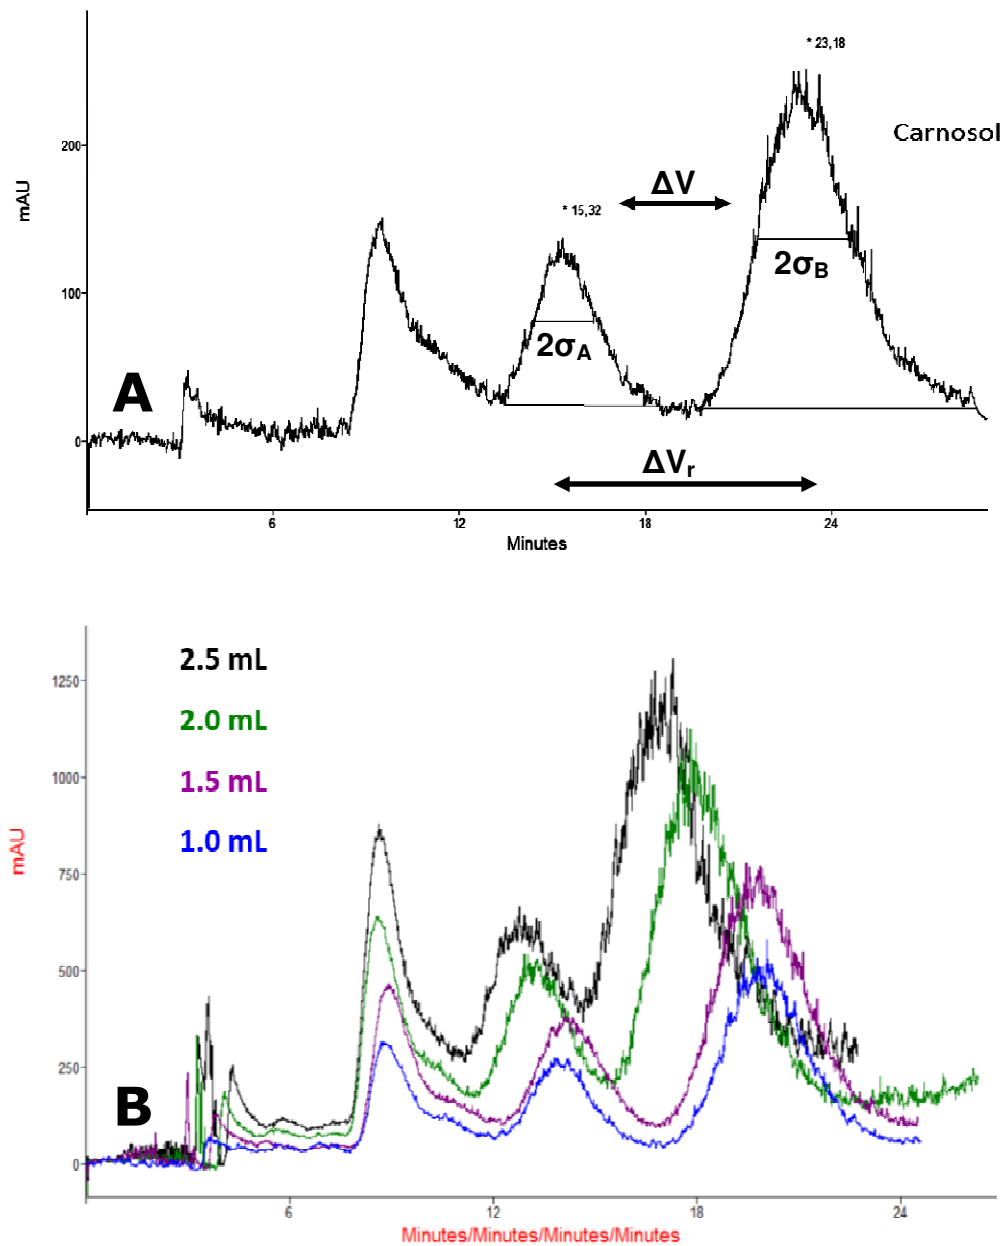 * 23,18
Carnosol
200
mAU
ΔV
* 15,32
2σB
100
2σA
A
0
ΔVr
6 12 18 24
Minutes
2.5 mL
1250
2.0 mL
1000
1.5 mL
1.0 mL
mAU
750
500
250
B
0
6 12 18 24
Minutes/Minutes/Minutes/Minutes